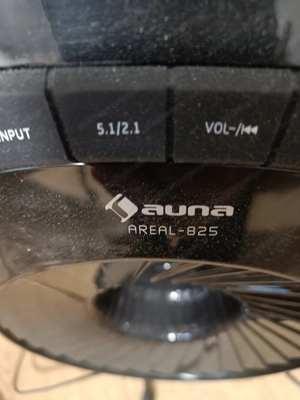 INPUT 5.1/2.1 VOL-/⏮
auna
AREAL-825